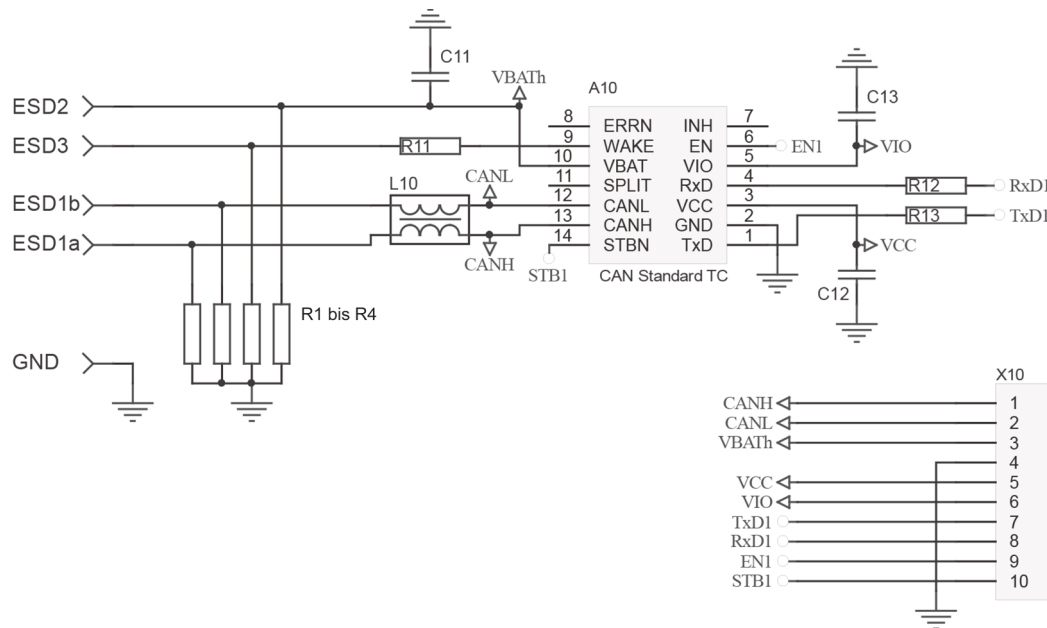 C11
VBATh
A10
C13
ESD2
8 ERRN INH 7
ESD3
R11
9 WAKE EN 6
EN1
VIO
10 VBAT VIO 5
L10
CANL
11 SPLIT RxD 4
R12
RxD1
ESD1b
12 CANL VCC 3
13 CANH GND 2
R13
TxD1
ESD1a
CANH
14 STBN TxD 1
VCC
STB1
CAN Standard TC
C12
R1 bis R4
GND
X10
CANH 1
CANL 2
VBATh 3
4
VCC 5
VIO 6
TxD1 7
RxD1 8
EN1 9
STB1 10